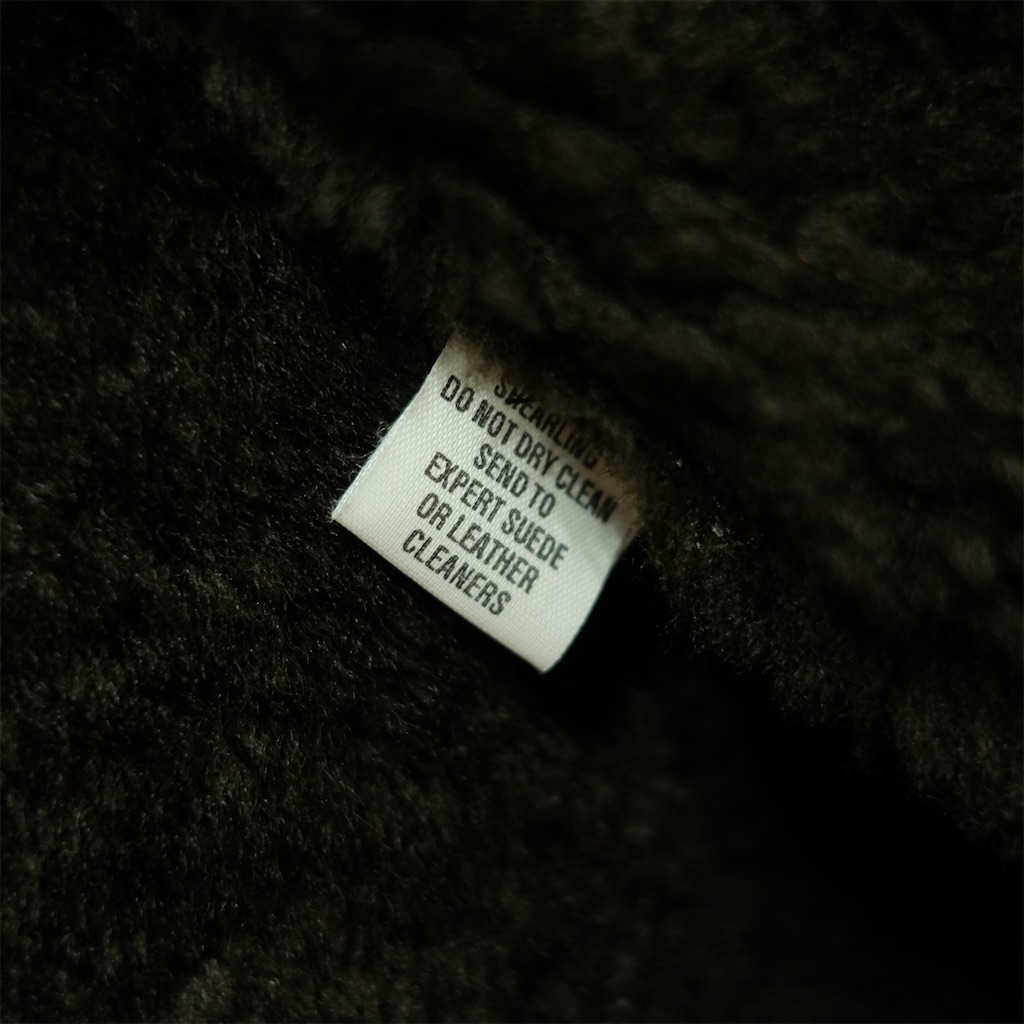 SHEARLING
DO NOT DRY CLEAN
SEND TO
EXPERT SUEDE
OR LEATHER
CLEANERS